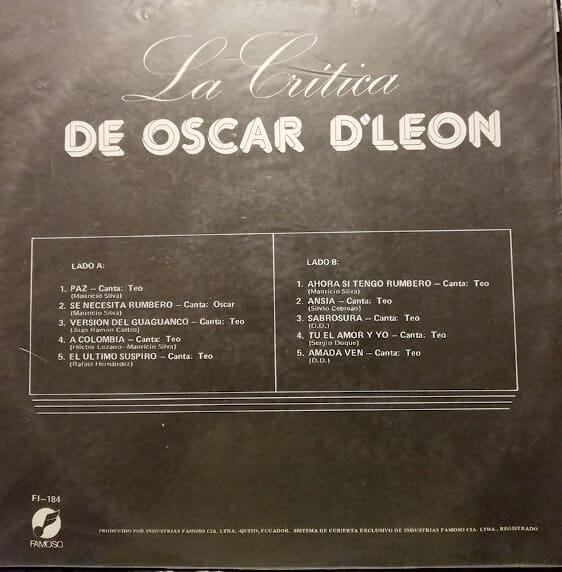 La Crítica
DE OSCAR D'LEON
LADO A:
1. PAZ — Canta: Teo
(Mauricio Silva)
2. SE NECESITA RUMBERO — Canta: Oscar
(Mauricio Silva)
3. VERSION DEL GUAGUANCO — Canta: Teo
(Juan Ramón Castro)
4. A COLOMBIA — Canta: Teo
(Héctor Lozano- Mauricio Silva)
5. EL ULTIMO SUSPIRO — Canta: Teo
(Rafael Hernández)
LADO B:
1. AHORA SI TENGO RUMBERO — Canta: Teo
(Mauricio Silva)
2. ANSIA — Canta: Teo
(Silvio Cebrean)
3. SABROSURA — Canta: Teo
(D.D.)
4. TU EL AMOR Y YO — Canta: Teo
(Sergio Duque)
5. AMADA VEN — Canta: Teo
(D.D.)
FI—184
FAMOSO
PRODUCIDO POR INDUSTRIAS FAMOSO CIA. LTDA., QUITO, ECUADOR. SISTEMA DE CUBIERTA EXCLUSIVO DE INDUSTRIAS FAMOSO CIA. LTDA., REGISTRADO